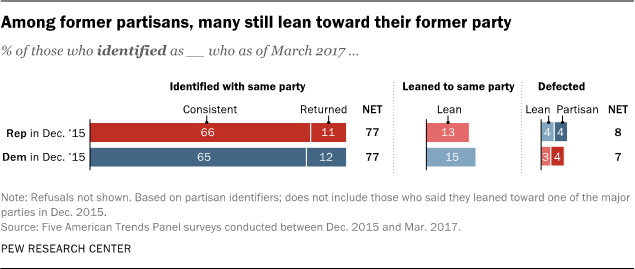 Among former partisans, many still lean toward their former party
% of those who identified as __ who as of March 2017 ...
Identified with same party Leaned to same party Defected
Consistent Returned NET Lean Lean Partisan NET
Rep in Dec. '15 66 11 77 13 4 4 8
Dem in Dec. '15 65 12 77 15 3 4 7
Note: Refusals not shown. Based on partisan identifiers; does not include those who said they leaned toward one of the major
parties in Dec. 2015.
Source: Five American Trends Panel surveys conducted between Dec. 2015 and Mar. 2017.
PEW RESEARCH CENTER